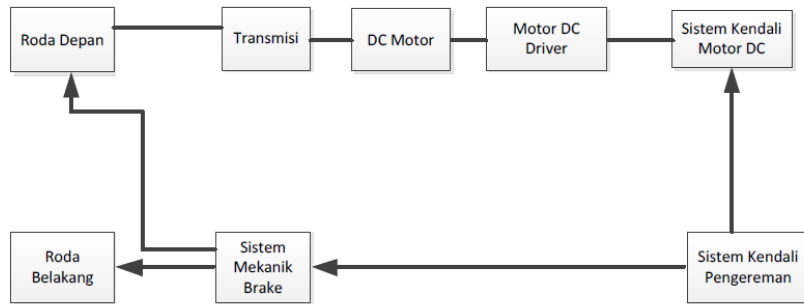 Roda Depan
Transmisi
DC Motor
Motor DC
Driver
Sistem Kendali
Motor DC
Roda
Belakang
Sistem
Mekanik
Brake
Sistem Kendali
Pengereman